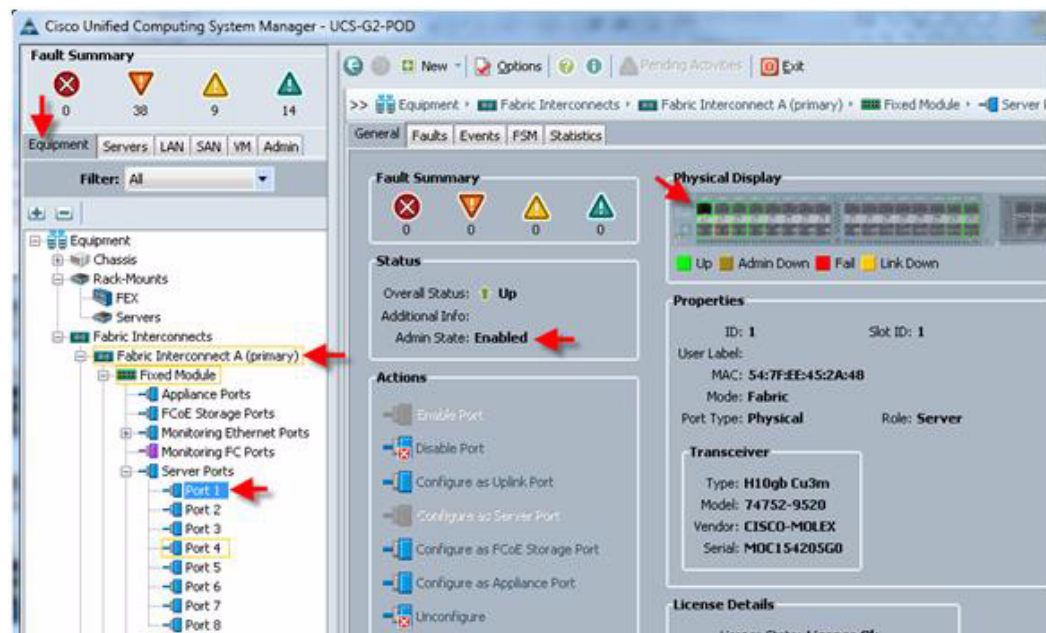 Cisco Unified Computing System Manager - UCS-G2-POD
Fault Summary
0 38 9 14
New Options Pending Activities Exit
>> Equipment Fabric Interconnects Fabric Interconnect A (primary) Fixed Module Server
Equipment Servers LAN SAN VM Admin
General Faults Events FSM Statistics
Filter: All
Equipment
Chassis
Rack-Mounts
FEX
Servers
Fabric Interconnects
Fabric Interconnect A (primary)
Fixed Module
Appliance Ports
FCoE Storage Ports
Monitoring Ethernet Ports
Monitoring FC Ports
Server Ports
Port 1
Port 2
Port 3
Port 4
Port 5
Port 6
Port 7
Port 8
Fault Summary
0 0 0 0
Status
Overall Status: Up
Additional Info:
Admin State: Enabled
Actions
Enable Port
Disable Port
Configure as Uplink Port
Configure as Server Port
Configure as FCoE Storage Port
Configure as Appliance Port
Unconfigure
Physical Display
Up Admin Down Fail Link Down
Properties
ID: 1 Slot ID: 1
User Label:
MAC: 54:7F:EE:45:2A:48
Mode: Fabric
Port Type: Physical Role: Server
Transceiver
Type: H10gb Cu3m
Model: 74752-9520
Vendor: CISCO-MOLEX
Serial: MOC154205G0
License Details